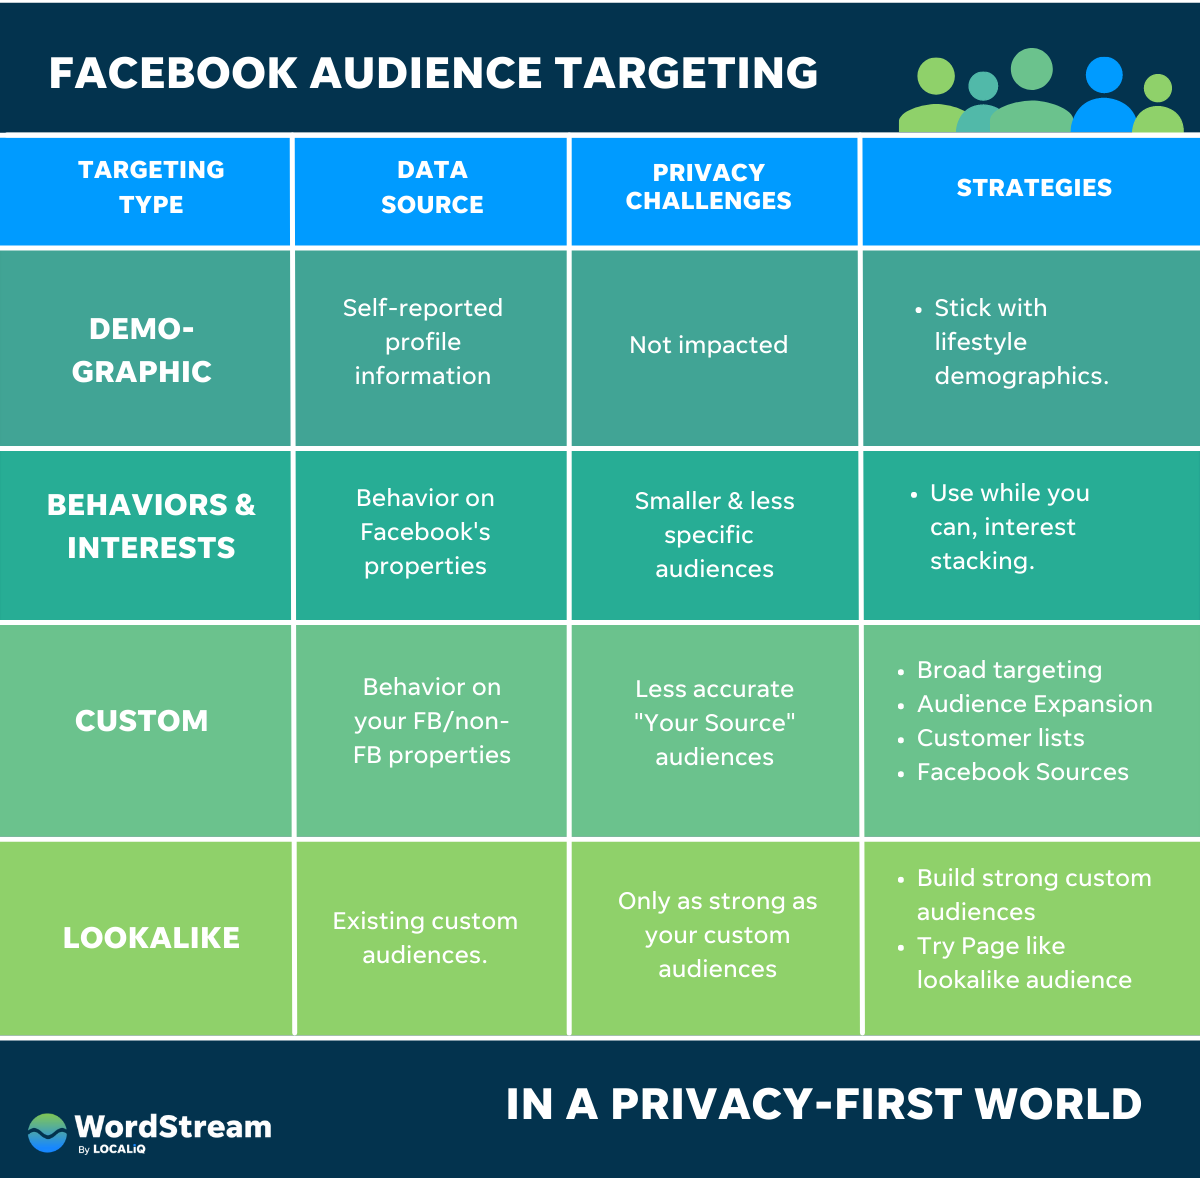 FACEBOOK AUDIENCE TARGETING
TARGETING
TYPE
DATA
SOURCE
PRIVACY
CHALLENGES
STRATEGIES
DEMO-
GRAPHIC
Self-reported
profile
information
Not impacted
• Stick with
lifestyle
demographics.
BEHAVIORS &
INTERESTS
Behavior on
Facebook's
properties
Smaller & less
specific
audiences
• Use while you
can, interest
stacking.
CUSTOM
Behavior on
your FB/non-
FB properties
Less accurate
"Your Source"
audiences
• Broad targeting
• Audience Expansion
• Customer lists
• Facebook Sources
LOOKALIKE
Existing custom
audiences.
Only as strong as
your custom
audiences
• Build strong custom
audiences
• Try Page like
lookalike audience
IN A PRIVACY-FIRST WORLD
WordStream
By LOCALiQ